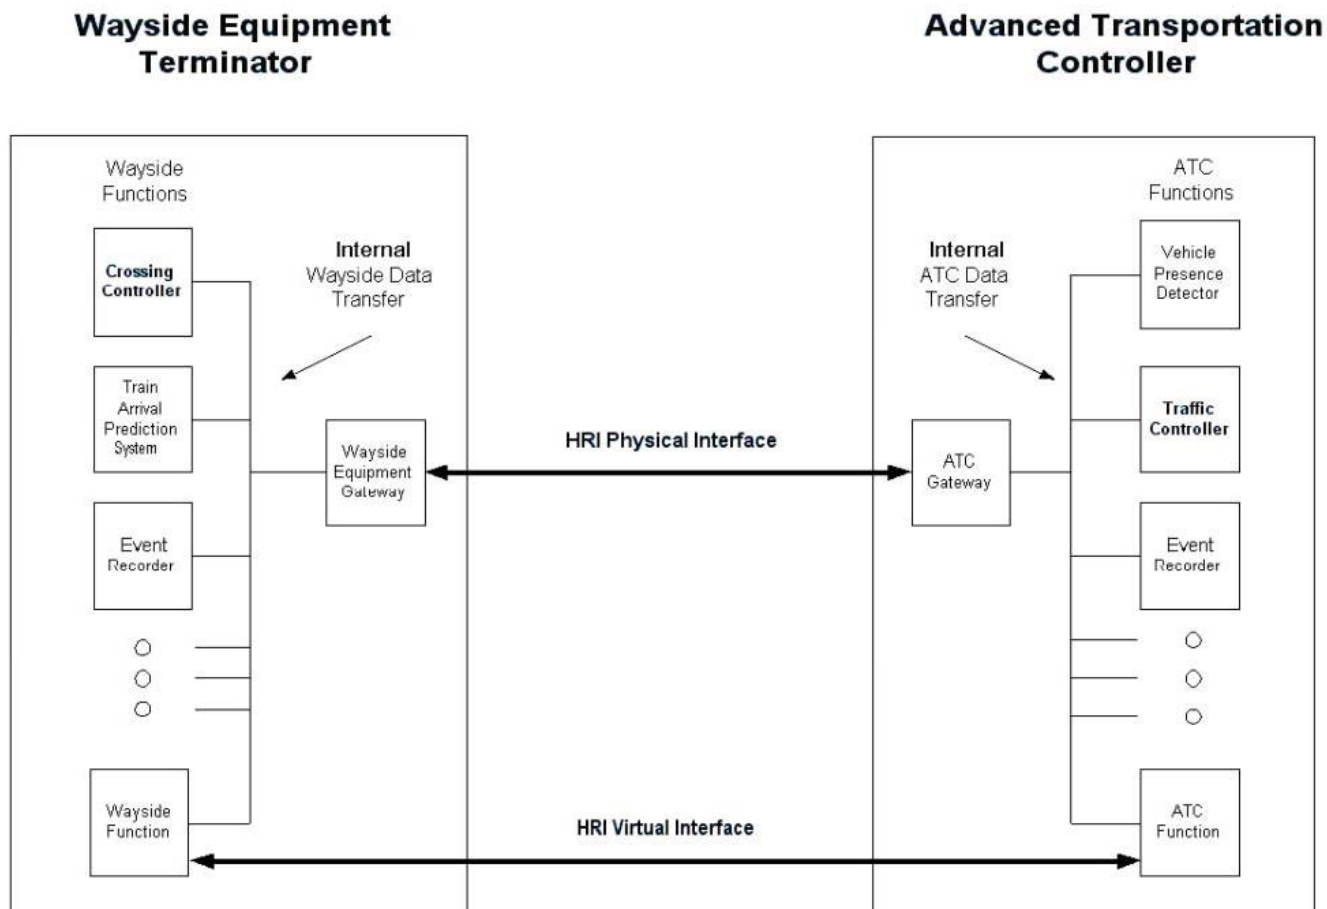 Wayside Equipment
Terminator
Advanced Transportation
Controller
Wayside
Functions
Crossing
Controller
Internal
Wayside Data
Transfer
Train
Arrival
Prediction
System
Wayside
Equipment
Gateway
Event
Recorder
Wayside
Function
HRI Physical Interface
HRI Virtual Interface
ATC
Functions
Internal
ATC Data
Transfer
Vehicle
Presence
Detector
Traffic
Controller
ATC
Gateway
Event
Recorder
ATC
Function